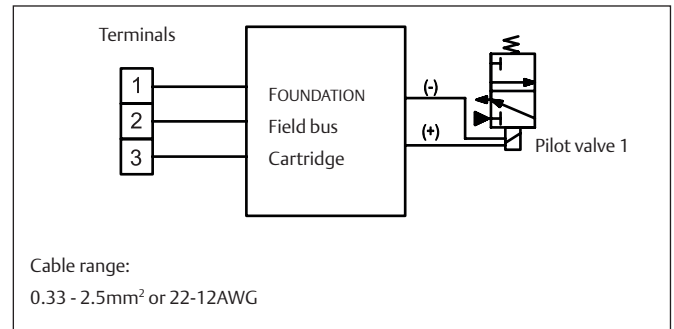 Terminals
1
2
3
FOUNDATION
Field bus
Cartridge
(-)
(+)
Pilot valve 1
Cable range:
0.33 - 2.5mm² or 22-12AWG